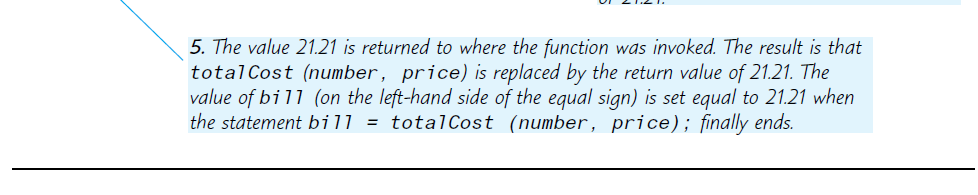 or 21.21.
5. The value 21.21 is returned to where the function was invoked. The result is that
totalCost (number, price) is replaced by the return value of 21.21. The
value of bill (on the left-hand side of the equal sign) is set equal to 21.21 when
the statement bill = totalCost (number, price); finally ends.